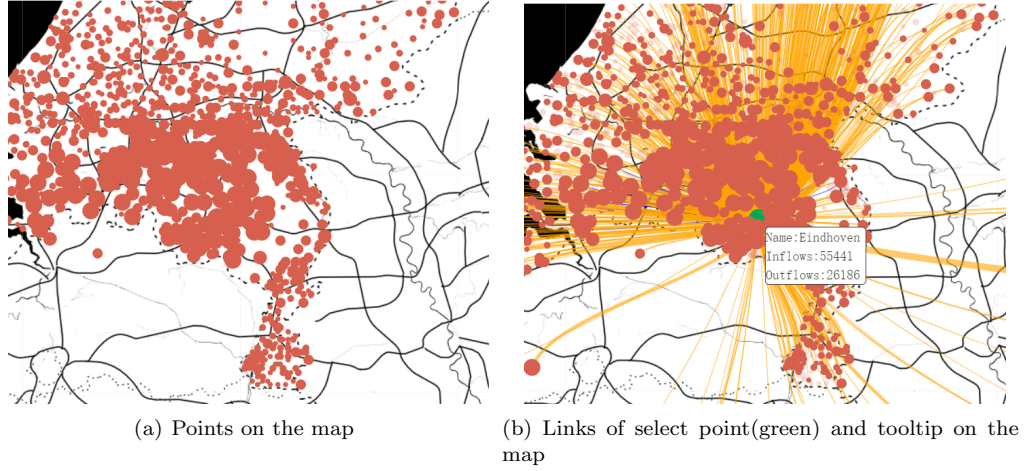 Name:Eindhoven
Inflows:55441
Outflows:26186
(a) Points on the map
(b) Links of select point(green) and tooltip on the
map